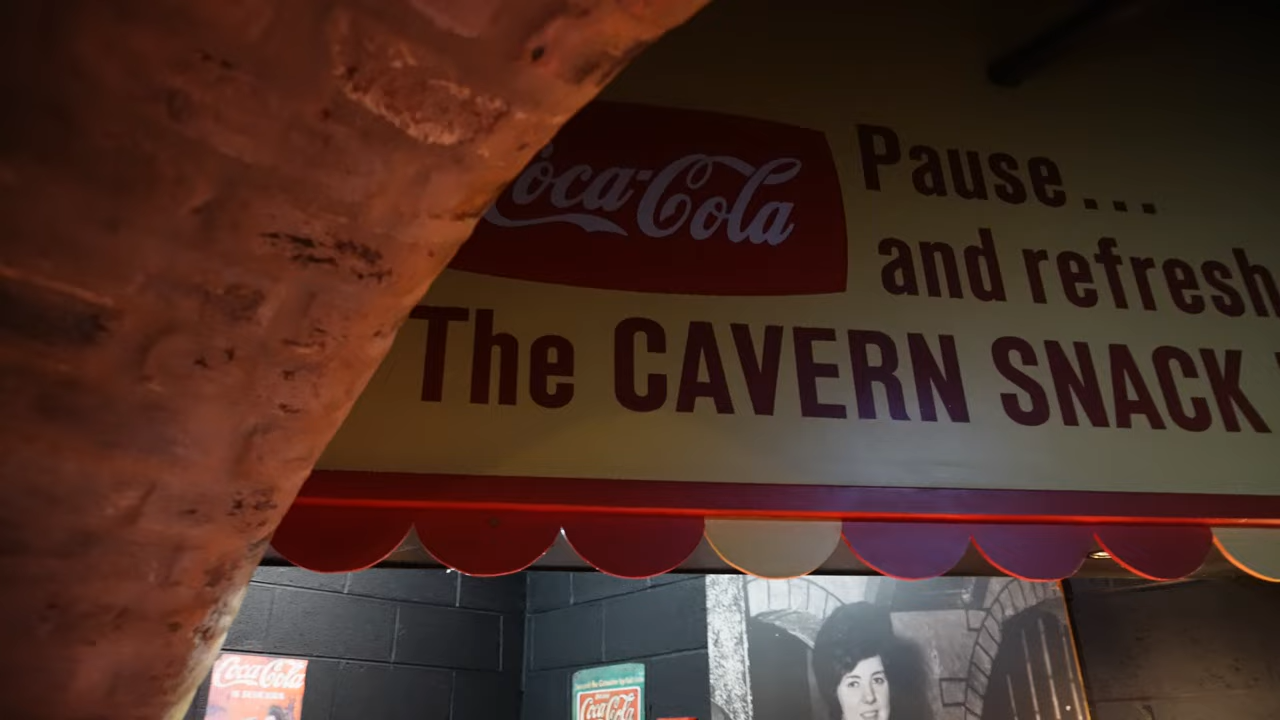 Coca-Cola
Pause...
and refresh
The CAVERN SNACK
Coca-Cola
Coca-Cola